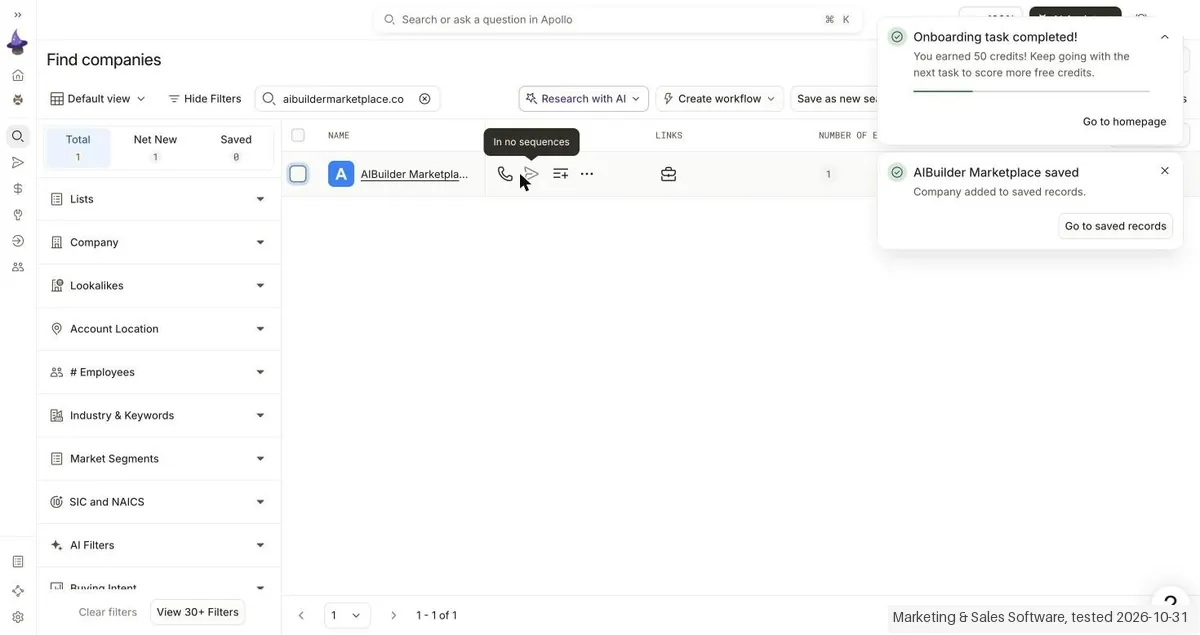 Search or ask a question in Apollo
⌘ K
Find companies
Default view
Hide Filters
aibuildermarketplace.co
Research with AI
Create workflow
Save as new sea
Total
1
Net New
1
Saved
0
NAME
In no sequences
LINKS
NUMBER OF E
A
AIBuilder Marketpla...
1
Lists
Company
Lookalikes
Account Location
# Employees
Industry & Keywords
Market Segments
SIC and NAICS
AI Filters
Buying Intent
Clear filters
View 30+ Filters
1
1 - 1 of 1
Onboarding task completed!
You earned 50 credits! Keep going with the
next task to score more free credits.
Go to homepage
AIBuilder Marketplace saved
Company added to saved records.
Go to saved records
Marketing & Sales Software, tested 2026-10-31